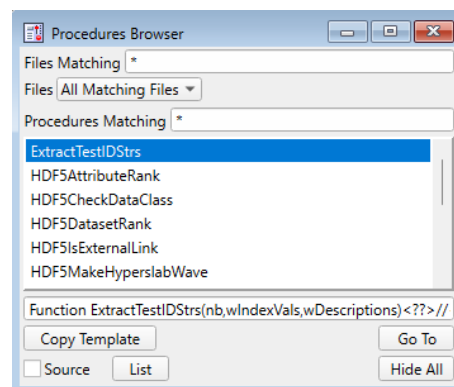 Procedures Browser
Files Matching *
Files All Matching Files
Procedures Matching *
ExtractTestIDStrs
HDF5AttributeRank
HDF5CheckDataClass
HDF5DatasetRank
HDF5IsExternalLink
HDF5MakeHyperslabWave
Function ExtractTestIDStrs(nb,wIndexVals,wDescriptions)<??>//
Copy Template Go To
Source List Hide All